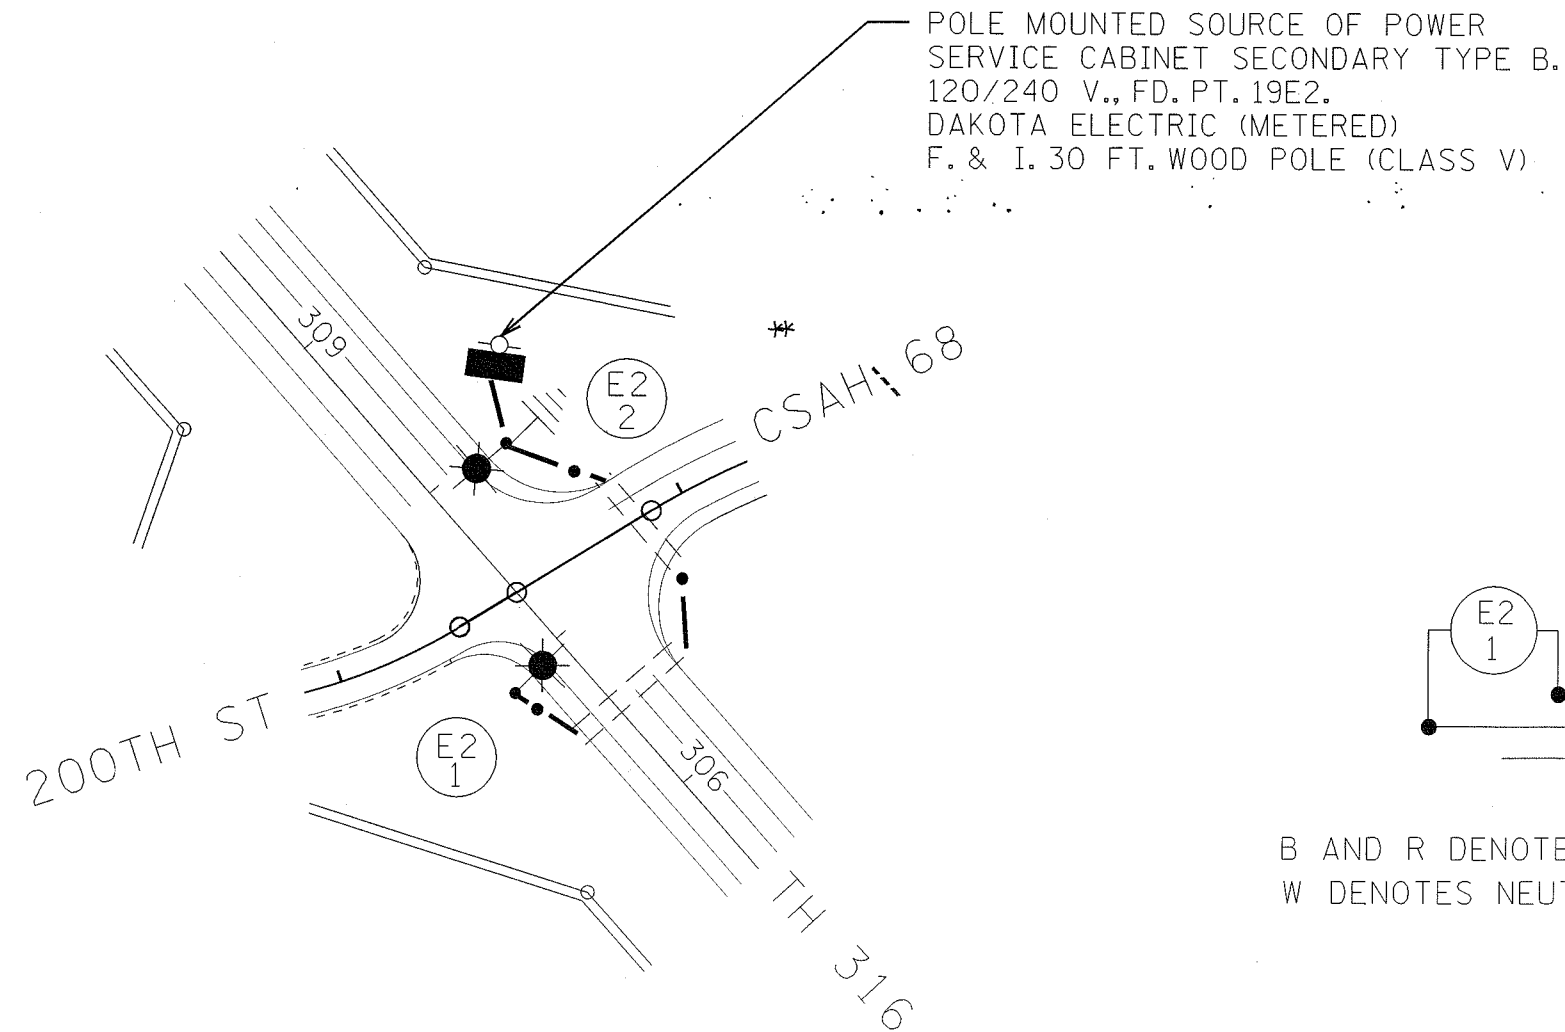 POLE MOUNTED SOURCE OF POWER
SERVICE CABINET SECONDARY TYPE B.
120/240 V., FD. PT. 19E2.
DAKOTA ELECTRIC (METERED)
F. & I. 30 FT. WOOD POLE (CLASS V)
309
**
E2
2
CSAH 68
E2
1
200TH ST
E2
1
306
B AND R DENOTE
W DENOTES NEU
TH 316